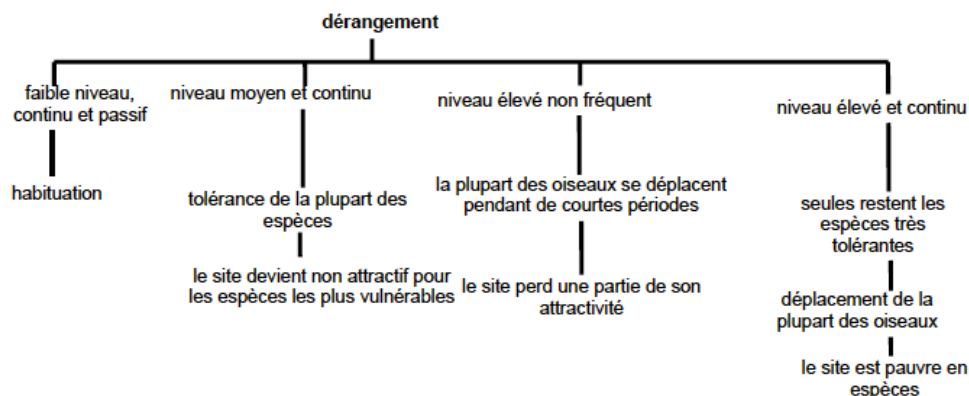 dérangement
faible niveau,
continu et passif
habituation
niveau moyen et continu
tolérance de la plupart des
espèces
le site devient non attractif pour
les espèces les plus vulnérables
niveau élevé non fréquent
la plupart des oiseaux se déplacent
pendant de courtes périodes
le site perd une partie de son
attractivité
niveau élevé et continu
seules restent les
espèces très
tolérantes
déplacement de la
plupart des oiseaux
le site est pauvre en
espèces